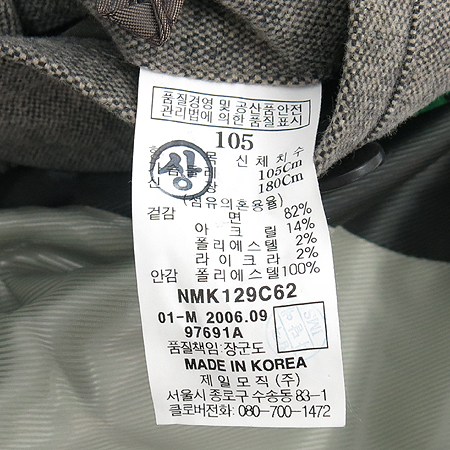 품질경영 및 공산품안전
관리법에 의한 품질표시
105
항 목 신체치수
상
105Cm
180Cm
(섬유의혼용율)
겉감 면 82%
아크릴 14%
폴리에스텔 2%
라이크라 2%
안감 폴리에스텔 100%
NMK129C62
01-M 2006.09
97691A
품질책임:장군도
MADE IN KOREA
제일모직(주)
서울시 종로구 수송동 83-1
클로버전화: 080-700-1472